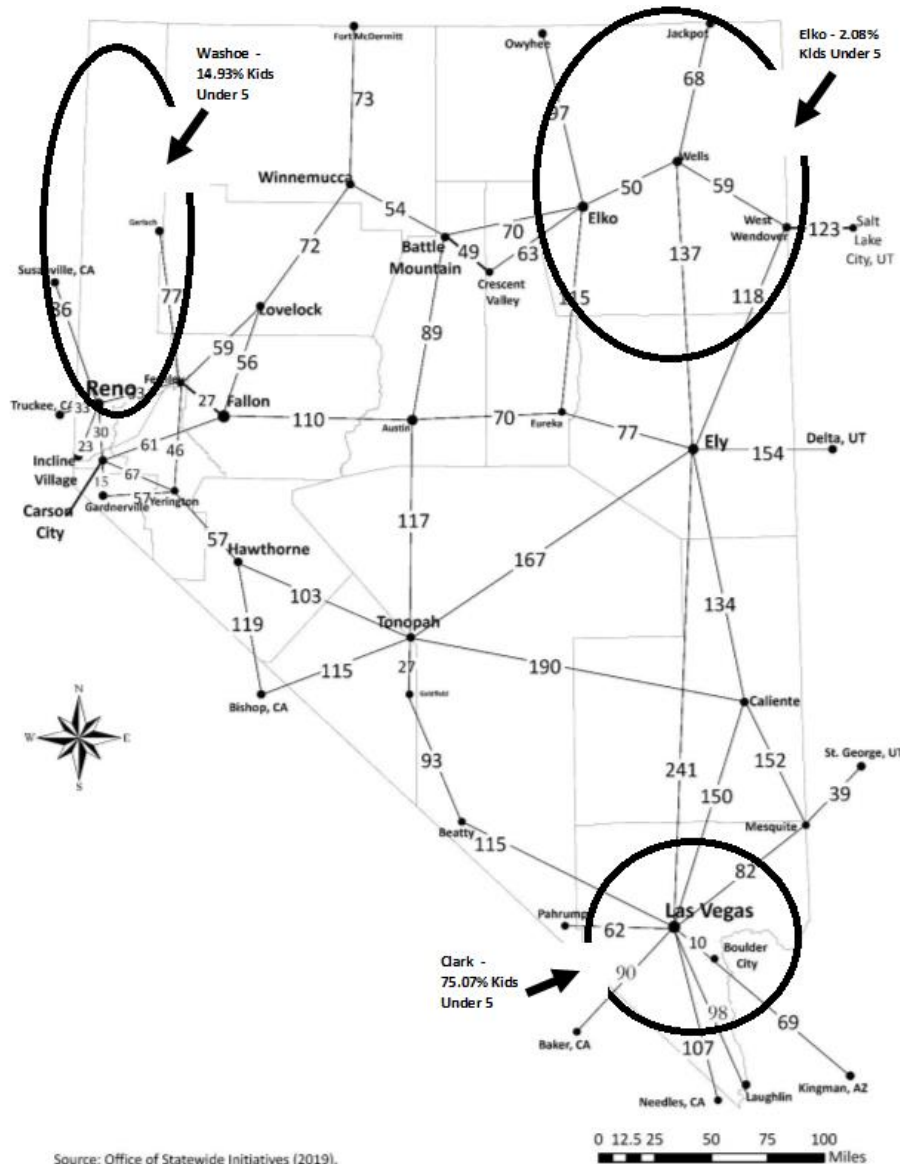 Fort McDermitt
Owyhee
Jackpot
Elko - 2.08%
Kids Under 5
Washoe -
14.93% Kids
Under 5
68
73
97
Wells
Winnemucca
50
59
54
Elko
Gerlach
70
West
Wendover
123
Salt
Lake
City, UT
Battle
Mountain
49
63
72
137
Susanville, CA
Crescent
Valley
77
115
118
86
Lovelock
59
89
56
Reno
Truckee, CA
33
27
Fallon
30
110
Austin
70
Eureka
77
Ely
23
61
46
154
Delta, UT
Incline
Village
67
15
57
Yerington
Gardnerville
Carson
City
117
57
Hawthorne
167
103
134
119
Tonopah
27
190
115
Goldfield
Bishop, CA
Caliente
N
W
E
S
93
241
152
St. George, UT
150
39
Beatty
115
Mesquite
82
Las Vegas
Pahrump
62
10
Boulder
City
Clark -
75.07% Kids
Under 5
90
98
69
Baker, CA
107
Needles, CA
Laughlin
Kingman, AZ
0 12.5 25 50 75 100
Miles
Source: Office of Statewide Initiatives (2019).